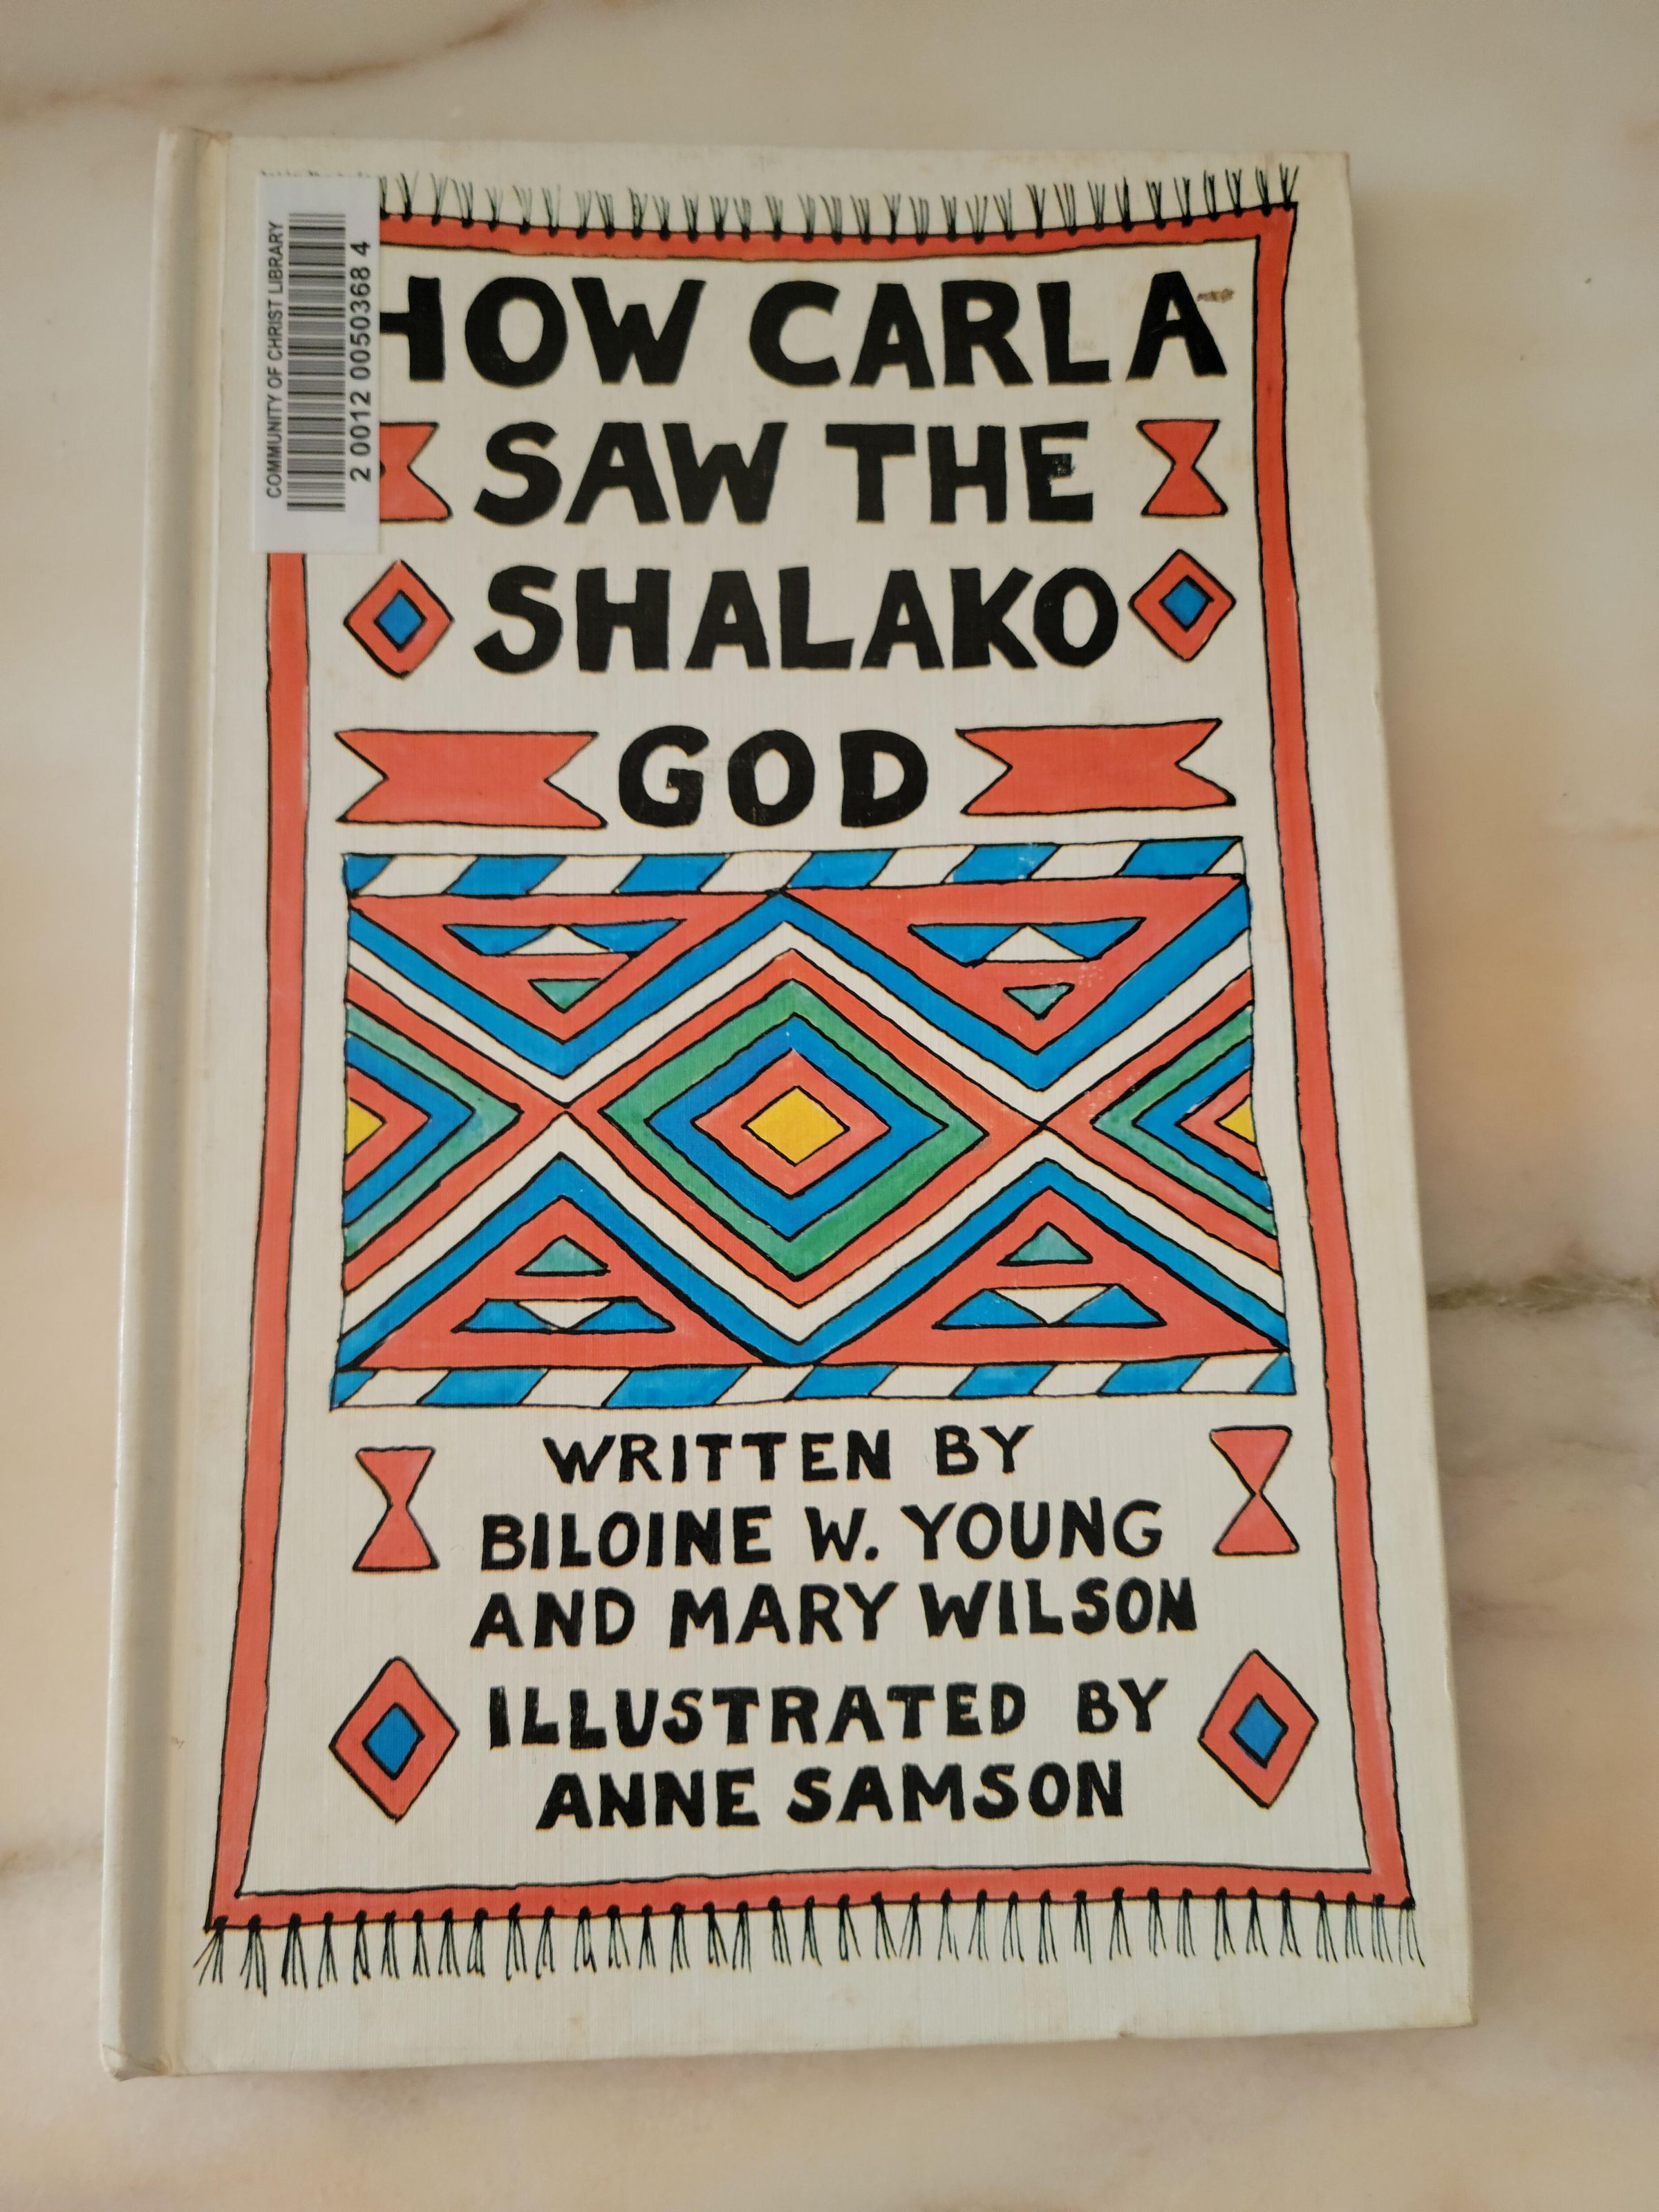 COMMUNITY OF CHRIST LIBRARY
2 0012 0050368 4
HOW CARLA
SAW THE
SHALAKO
GOD
WRITTEN BY
BILOINE W. YOUNG
AND MARY WILSON
ILLUSTRATED BY
ANNE SAMSON